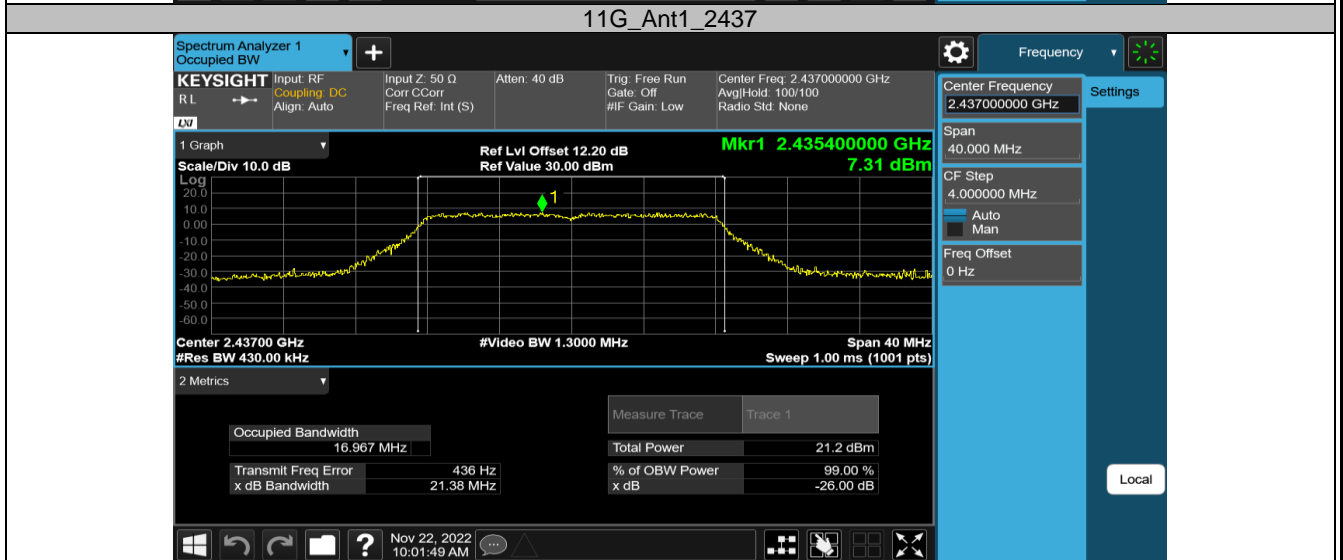 11G_Ant1_2437
Spectrum Analyzer 1
Occupied BW
+
Frequency
KEYSIGHT
RL
LXI
Input: RF
Coupling: DC
Align: Auto
Input Z: 50 Ω
Corr CCorr
Freq Ref: Int (S)
Atten: 40 dB
Trig: Free Run
Gate: Off
#IF Gain: Low
Center Freq: 2.437000000 GHz
Avg|Hold: 100/100
Radio Std: None
1 Graph
Scale/Div 10.0 dB
Ref Lvl Offset 12.20 dB
Ref Value 30.00 dBm
Mkr1 2.435400000 GHz
7.31 dBm
Log
20.0
10.0
0.00
-10.0
-20.0
-30.0
-40.0
-50.0
-60.0
1
Center 2.43700 GHz
#Res BW 430.00 kHz
#Video BW 1.3000 MHz
Span 40 MHz
Sweep 1.00 ms (1001 pts)
2 Metrics
Measure Trace Trace 1
Occupied Bandwidth
16.967 MHz
Total Power 21.2 dBm
Transmit Freq Error 436 Hz
% of OBW Power 99.00 %
x dB Bandwidth 21.38 MHz
x dB -26.00 dB
Center Frequency
2.437000000 GHz
Settings
Span
40.000 MHz
CF Step
4.000000 MHz
Auto
Man
Freq Offset
0 Hz
Local
?
Nov 22, 2022
10:01:49 AM